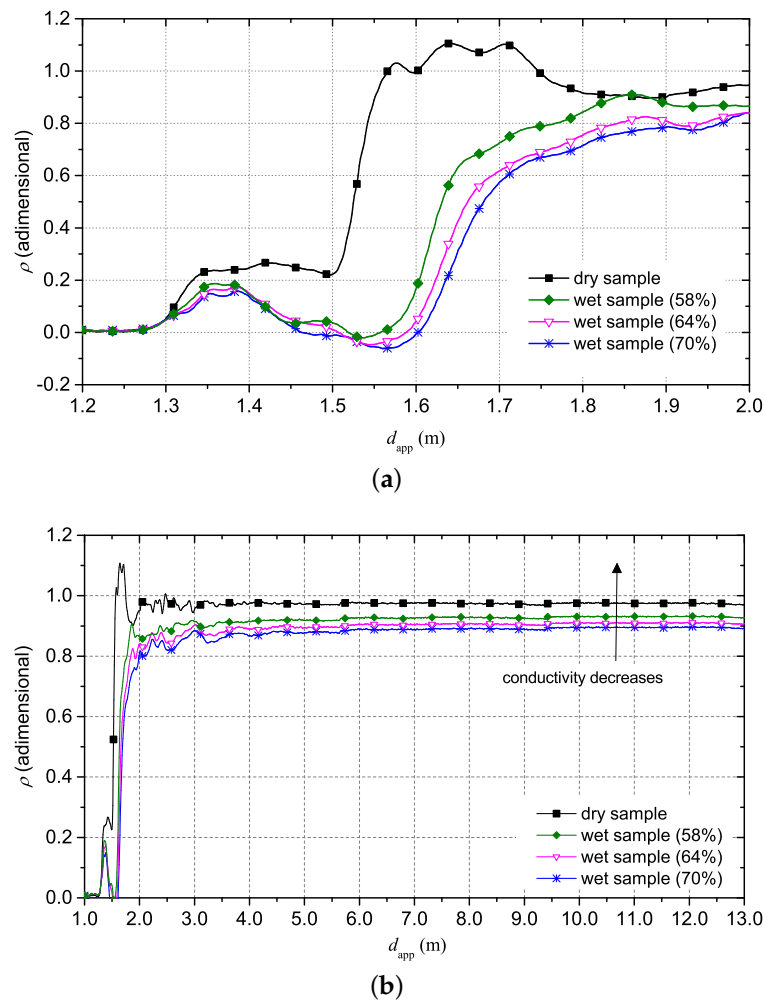 1.2
1.0
0.8
0.6
0.4
0.2
0.0
-0.2
ρ (adimensional)
dry sample
wet sample (58%)
wet sample (64%)
wet sample (70%)
1.2 1.3 1.4 1.5 1.6 1.7 1.8 1.9 2.0
d_app (m)
(a)
1.2
1.0
0.8
0.6
0.4
0.2
0.0
ρ (adimensional)
conductivity decreases
dry sample
wet sample (58%)
wet sample (64%)
wet sample (70%)
1.0 2.0 3.0 4.0 5.0 6.0 7.0 8.0 9.0 10.0 11.0 12.0 13.0
d_app (m)
(b)